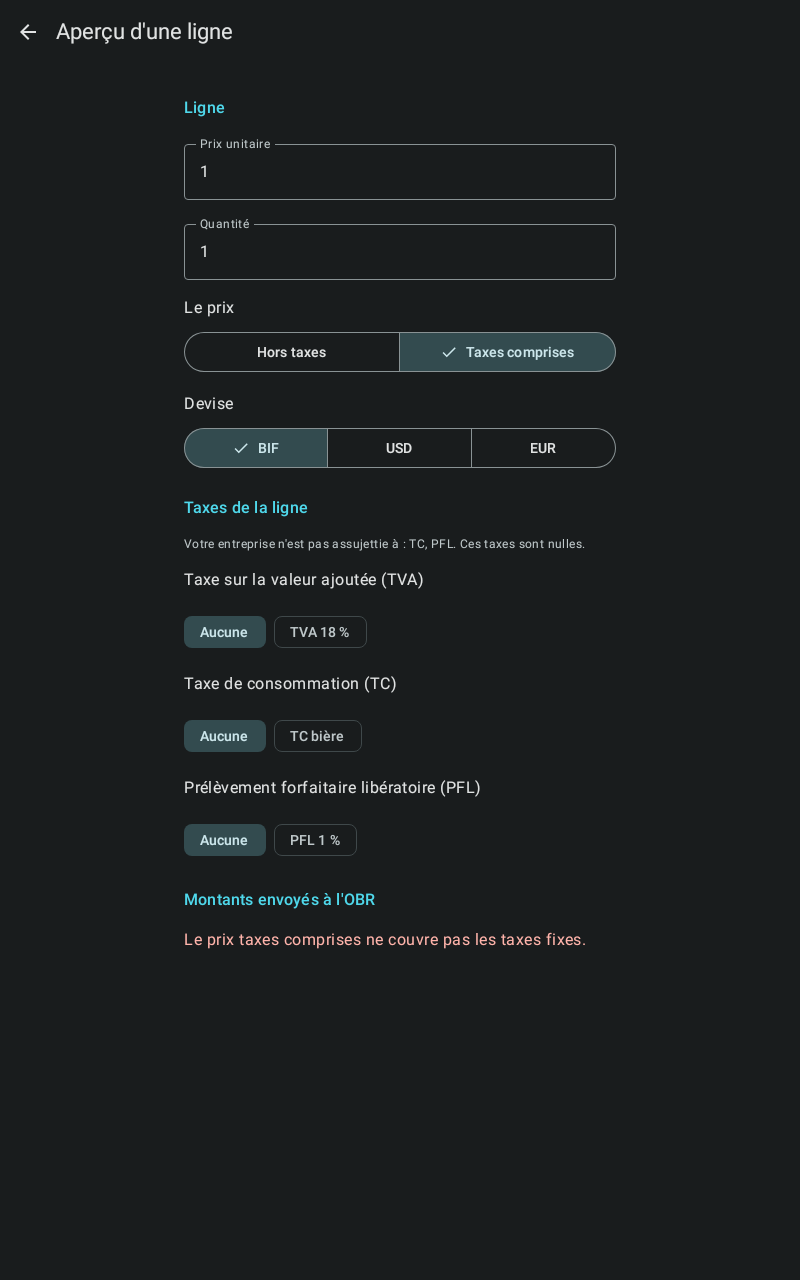 Aperçu d'une ligne
Ligne
Prix unitaire
1
Quantité
1
Le prix
Hors taxes
Taxes comprises
Devise
BIF
USD
EUR
Taxes de la ligne
Votre entreprise n'est pas assujettie à : TC, PFL. Ces taxes sont nulles.
Taxe sur la valeur ajoutée (TVA)
Aucune
TVA 18 %
Taxe de consommation (TC)
Aucune
TC bière
Prélèvement forfaitaire libératoire (PFL)
Aucune
PFL 1 %
Montants envoyés à l'OBR
Le prix taxes comprises ne couvre pas les taxes fixes.